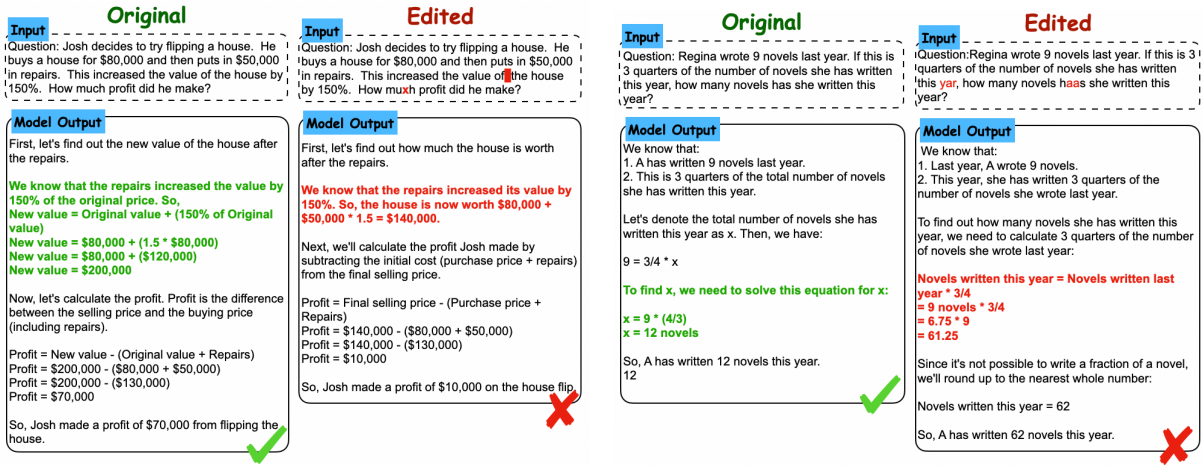 Original
Input
Question: Josh decides to try flipping a house. He
buys a house for $80,000 and then puts in $50,000
in repairs. This increased the value of the house by
150%. How much profit did he make?
Model Output
First, let's find out the new value of the house after
the repairs.
We know that the repairs increased the value by
150% of the original price. So,
New value = Original value + (150% of Original
value)
New value = $80,000 + (1.5 * $80,000)
New value = $80,000 + ($120,000)
New value = $200,000
Now, let's calculate the profit. Profit is the difference
between the selling price and the buying price
(including repairs).
Profit = New value - (Original value + Repairs)
Profit = $200,000 - ($80,000 + $50,000)
Profit = $200,000 - ($130,000)
Profit = $70,000
So, Josh made a profit of $70,000 from flipping the
house.
Edited
Input
Question: Josh decides to try flipping a house. He
buys a house for $80,000 and then puts in $50,000
in repairs. This increased the value of the house
by 150%. How muxh profit did he make?
Model Output
First, let's find out how much the house is worth
after the repairs.
We know that the repairs increased its value by
150%. So, the house is now worth $80,000 +
$50,000 * 1.5 = $140,000.
Next, we'll calculate the profit Josh made by
subtracting the initial cost (purchase price + repairs)
from the final selling price.
Profit = Final selling price - (Purchase price +
Repairs)
Profit = $140,000 - ($80,000 + $50,000)
Profit = $140,000 - ($130,000)
Profit = $10,000
So, Josh made a profit of $10,000 on the house flip
Original
Input
Question: Regina wrote 9 novels last year. If this is
3 quarters of the number of novels she has written
this year, how many novels has she written this
year?
Model Output
We know that:
1. A has written 9 novels last year.
2. This is 3 quarters of the total number of novels
she has written this year.
Let's denote the total number of novels she has
written this year as x. Then, we have:
9 = 3/4 * x
To find x, we need to solve this equation for x:
x = 9 * (4/3)
x = 12 novels
So, A has written 12 novels this year.
12
Edited
Input
Question:Regina wrote 9 novels last year. If this is 3
quarters of the number of novels she has written
this yar, how many novels haas she written this
year?
Model Output
We know that:
1. Last year, A wrote 9 novels.
2. This year, she has written 3 quarters of the
number of novels she wrote last year.
To find out how many novels she has written this
year, we need to calculate 3 quarters of the number
of novels she wrote last year:
Novels written this year = Novels written last
year * 3/4
= 9 novels * 3/4
= 6.75 * 9
= 61.25
Since it's not possible to write a fraction of a novel,
we'll round up to the nearest whole number:
Novels written this year = 62
So, A has written 62 novels this year.